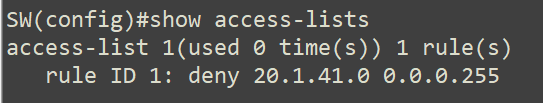 SW(config)#show access-lists
access-list 1(used 0 time(s)) 1 rule(s)
rule ID 1: deny 20.1.41.0 0.0.0.255